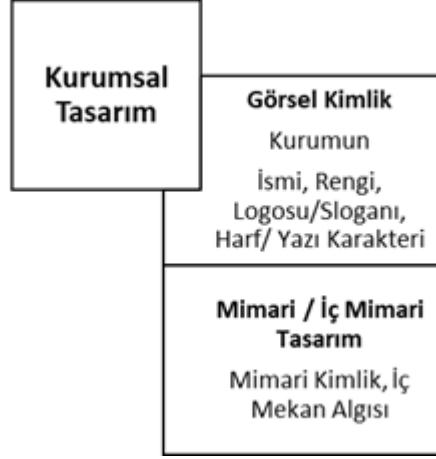 Kurumsal
Tasarım
Görsel Kimlik
Kurumun
İsmi, Rengi,
Logosu/Sloganı,
Harf/ Yazı Karakteri
Mimari / İç Mimari
Tasarım
Mimari Kimlik, İç
Mekan Algısı